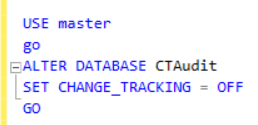 USE master
go
ALTER DATABASE CTAudit
SET CHANGE_TRACKING = OFF
GO